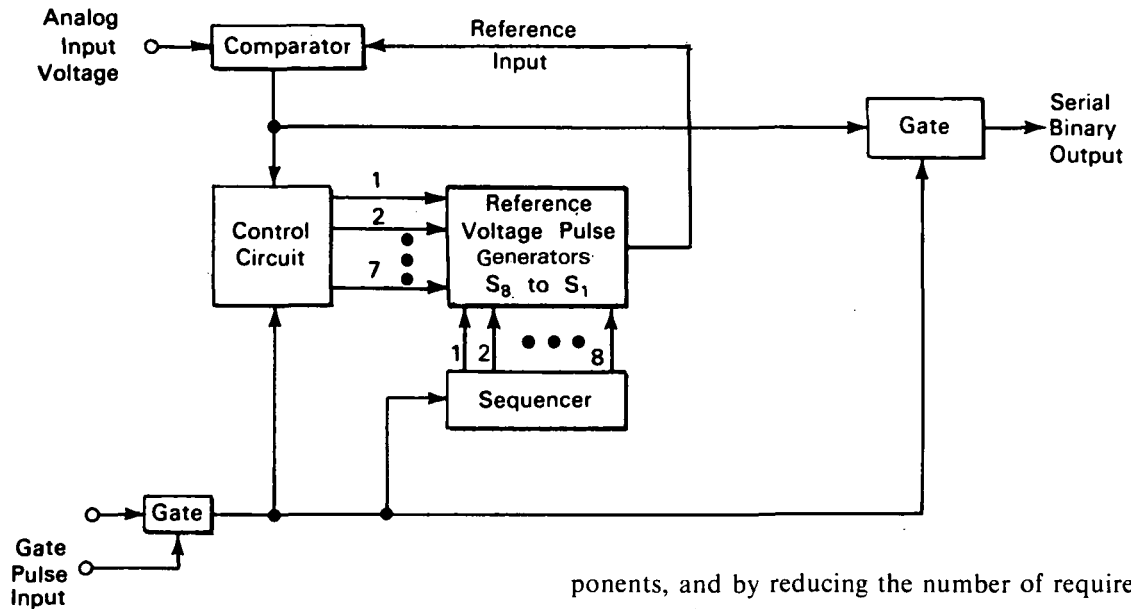 Analog
Input
Voltage
Comparator
Reference
Input
Gate
Serial
Binary
Output
Control
Circuit
1
2
7
Reference
Voltage Pulse
Generators
S8 to S1
1 2 8
Sequencer
Gate
Gate
Pulse
Input
ponents, and by reducing the number of require